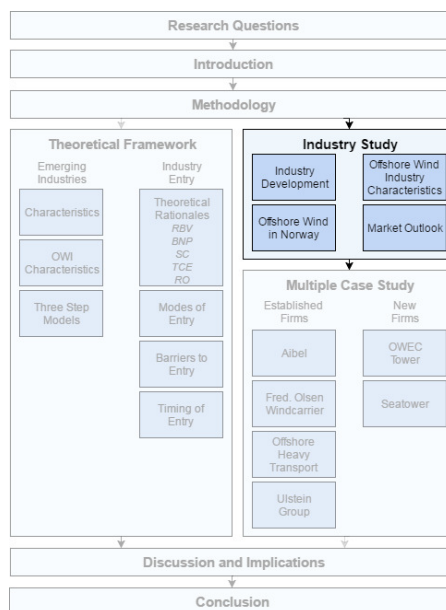 Research Questions
Introduction
Methodology
Theoretical Framework
Emerging
Industries
Characteristics
OWI
Characteristics
Three Step
Models
Industry
Entry
Theoretical
Rationales
RBV
BNP
SC
TCE
RO
Modes of
Entry
Barriers to
Entry
Timing of
Entry
Industry Study
Industry
Development
Offshore Wind
Industry
Characteristics
Offshore Wind
in Norway
Market Outlook
Multiple Case Study
Established
Firms
Aibel
Fred. Olsen
Windcarrier
Offshore
Heavy
Transport
Ulstein
Group
New
Firms
OWEC
Tower
Seatower
Discussion and Implications
Conclusion